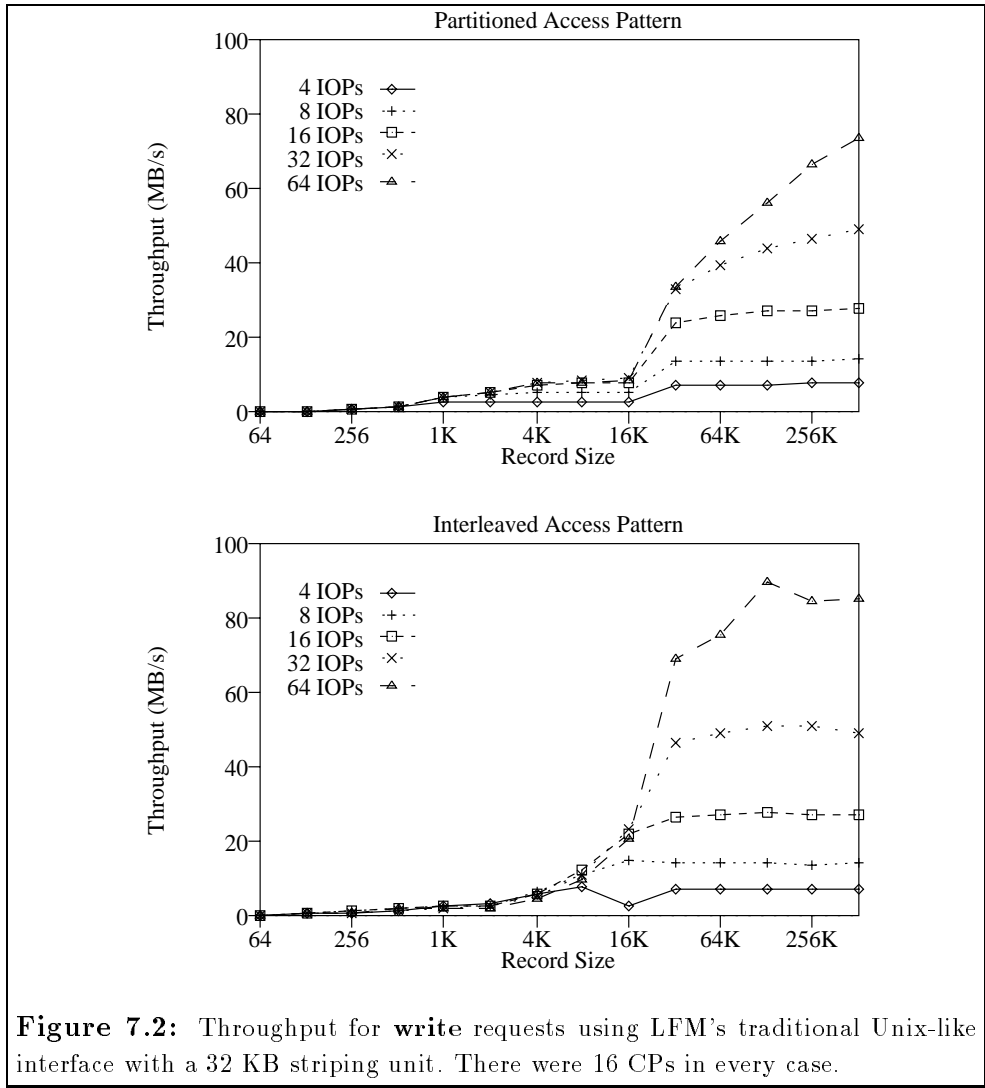 Partitioned Access Pattern
100
80
60
40
20
0
Throughput (MB/s)
4 IOPs
8 IOPs
16 IOPs
32 IOPs
64 IOPs
64
256
1K
4K
16K
64K
256K
Record Size
Interleaved Access Pattern
100
80
60
40
20
0
Throughput (MB/s)
4 IOPs
8 IOPs
16 IOPs
32 IOPs
64 IOPs
64
256
1K
4K
16K
64K
256K
Record Size
Figure 7.2: Throughput for write requests using LFM's traditional Unix-like
interface with a 32 KB striping unit. There were 16 CPs in every case.